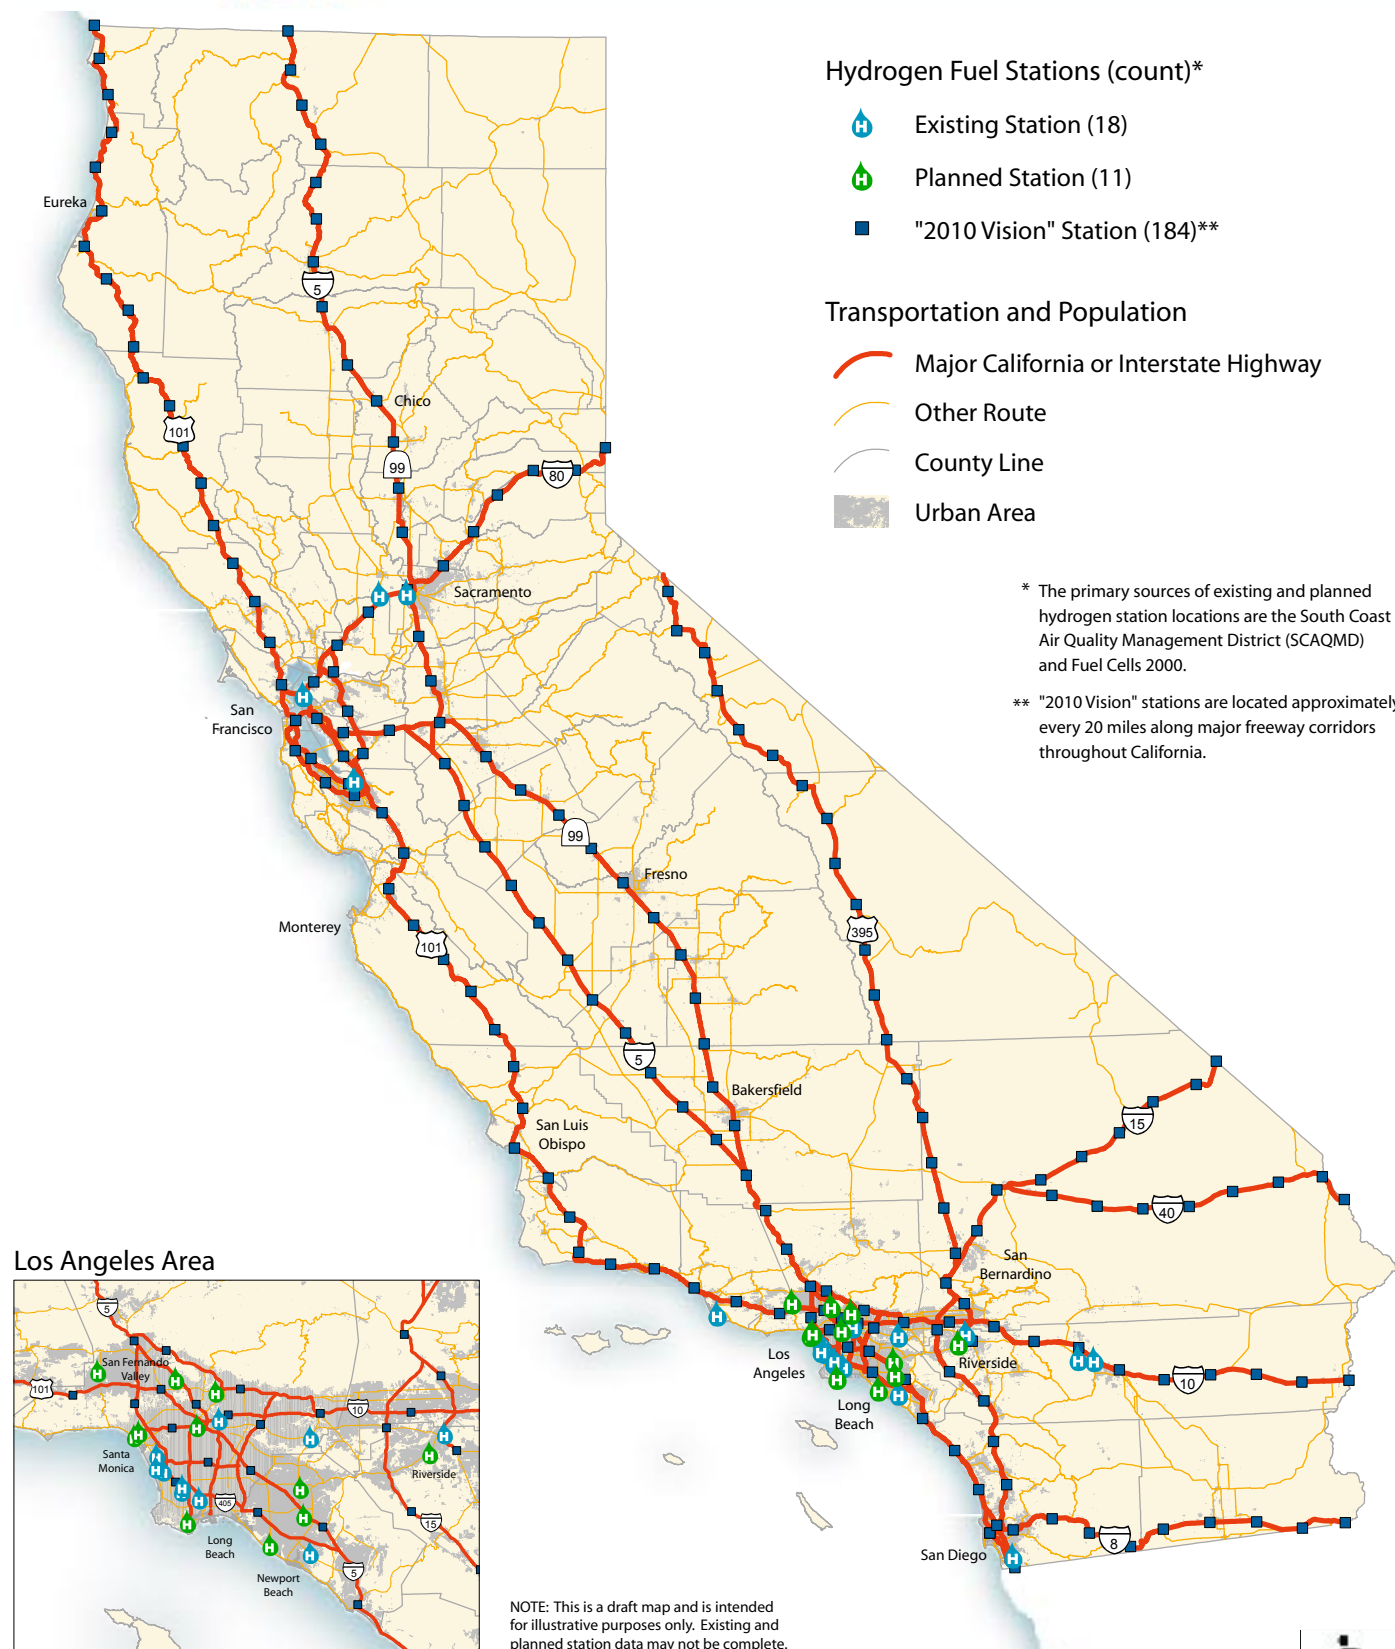 Hydrogen Fuel Stations (count)*
H Existing Station (18)
H Planned Station (11)
"2010 Vision" Station (184)**
Transportation and Population
Major California or Interstate Highway
Other Route
County Line
Urban Area
* The primary sources of existing and planned
hydrogen station locations are the South Coast
Air Quality Management District (SCAQMD)
and Fuel Cells 2000.
** "2010 Vision" stations are located approximately
every 20 miles along major freeway corridors
throughout California.
Eureka
5
Chico
101
99
80
H H Sacramento
H
San
Francisco
H
99
Fresno
Monterey
101
395
5
Bakersfield
15
San Luis
Obispo
40
San
Bernardino
H H H H
H H H H H H
Los
Angeles
H H H H
Riverside
H H
10
H H H H
Long
Beach
San Diego
H
8
Los Angeles Area
5
San Fernando
Valley
H H H
101
10
H H H H
H H
Santa
Monica
H H H
H
Riverside
H H H
405
H H
15
H
Long
Beach
H H
Newport
Beach
5
NOTE: This is a draft map and is intended
for illustrative purposes only. Existing and
planned station data may not be complete.